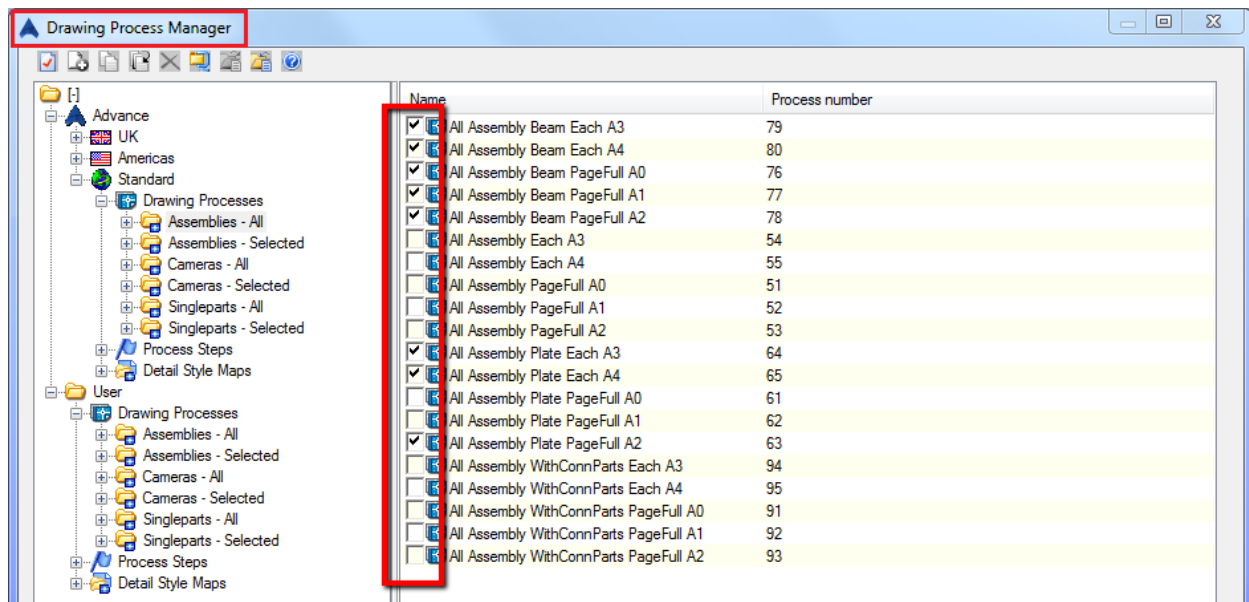 Drawing Process Manager
[-]
Advance
UK
Americas
Standard
Drawing Processes
Assemblies - All
Assemblies - Selected
Cameras - All
Cameras - Selected
Singleparts - All
Singleparts - Selected
Process Steps
Detail Style Maps
User
Drawing Processes
Assemblies - All
Assemblies - Selected
Cameras - All
Cameras - Selected
Singleparts - All
Singleparts - Selected
Process Steps
Detail Style Maps
Name Process number
All Assembly Beam Each A3 79
All Assembly Beam Each A4 80
All Assembly Beam PageFull A0 76
All Assembly Beam PageFull A1 77
All Assembly Beam PageFull A2 78
All Assembly Each A3 54
All Assembly Each A4 55
All Assembly PageFull A0 51
All Assembly PageFull A1 52
All Assembly PageFull A2 53
All Assembly Plate Each A3 64
All Assembly Plate Each A4 65
All Assembly Plate PageFull A0 61
All Assembly Plate PageFull A1 62
All Assembly Plate PageFull A2 63
All Assembly WithConnParts Each A3 94
All Assembly WithConnParts Each A4 95
All Assembly WithConnParts PageFull A0 91
All Assembly WithConnParts PageFull A1 92
All Assembly WithConnParts PageFull A2 93